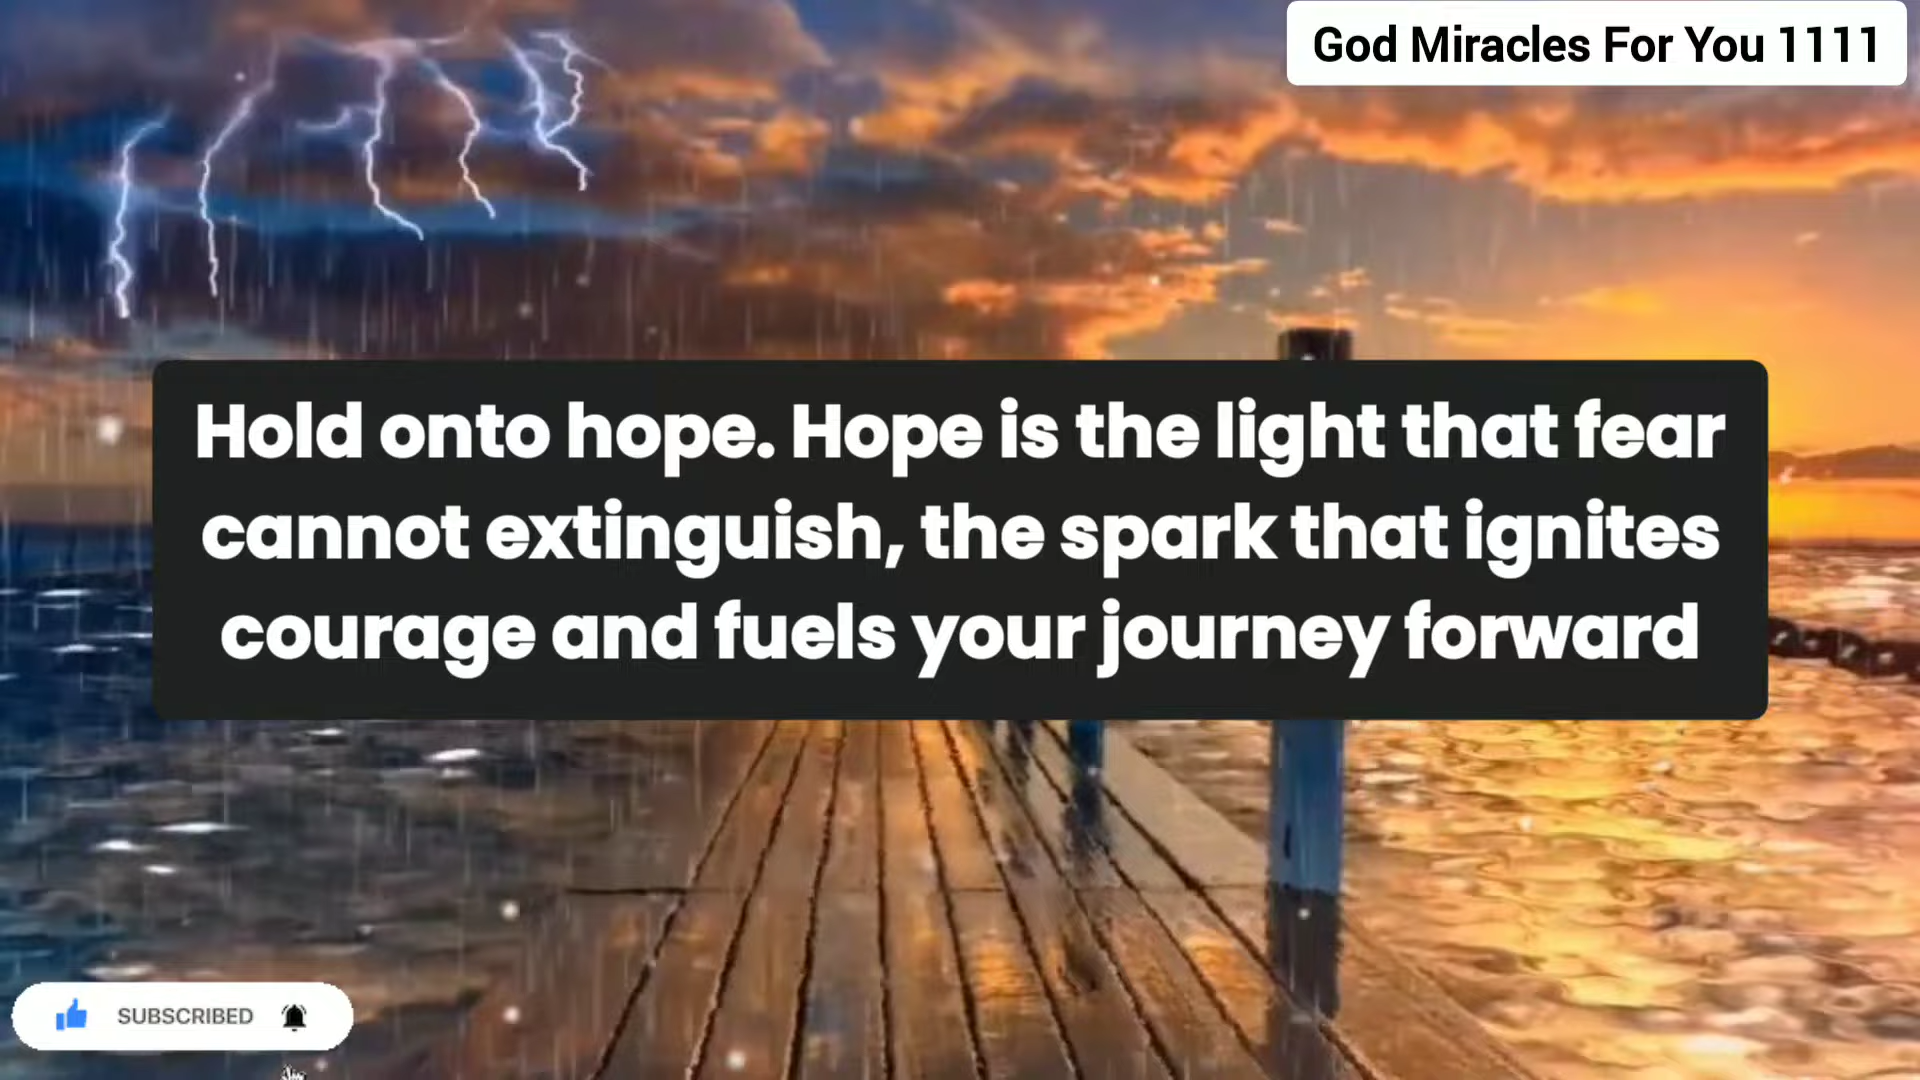 God Miracles For You 1111
Hold onto hope. Hope is the light that fear
cannot extinguish, the spark that ignites
courage and fuels your journey forward
SUBSCRIBED